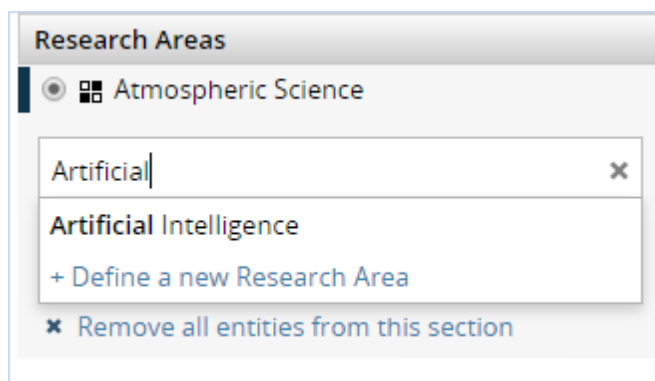 Research Areas
Atmospheric Science
Artificial
Artificial Intelligence
+ Define a new Research Area
Remove all entities from this section